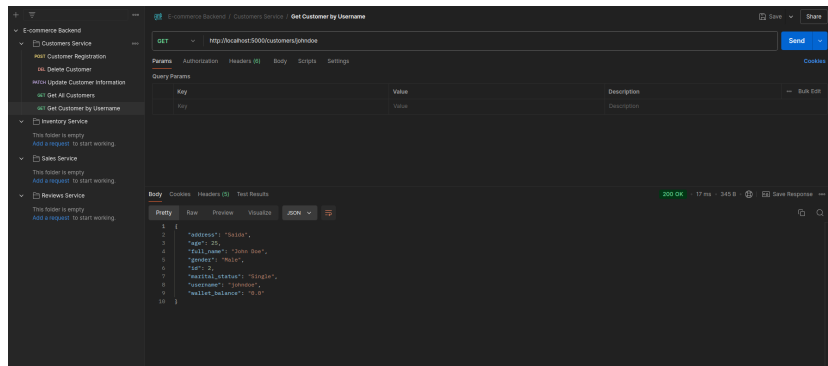 E-commerce Backend / Customers Service / Get Customer by Username
Save
Share
E-commerce Backend
Customers Service
POST Customer Registration
DEL Delete Customer
PATCH Update Customer Information
GET Get All Customers
GET Get Customer by Username
Inventory Service
This folder is empty
Add a request to start working.
Sales Service
This folder is empty
Add a request to start working.
Reviews Service
This folder is empty
Add a request to start working.
GET http://localhost:5000/customers/johndoe
Send
Params Authorization Headers (6) Body Scripts Settings
Cookies
Query Params
Key Value Description Bulk Edit
Key Value Description
Body Cookies Headers (5) Test Results
200 OK 17 ms 345 B Save Response
Pretty Raw Preview Visualize JSON
1 {
2 "address": "Saida",
3 "age": 25,
4 "full_name": "John Doe",
5 "gender": "Male",
6 "id": 2,
7 "marital_status": "Single",
8 "username": "johndoe",
9 "wallet_balance": "0.0"
10 }